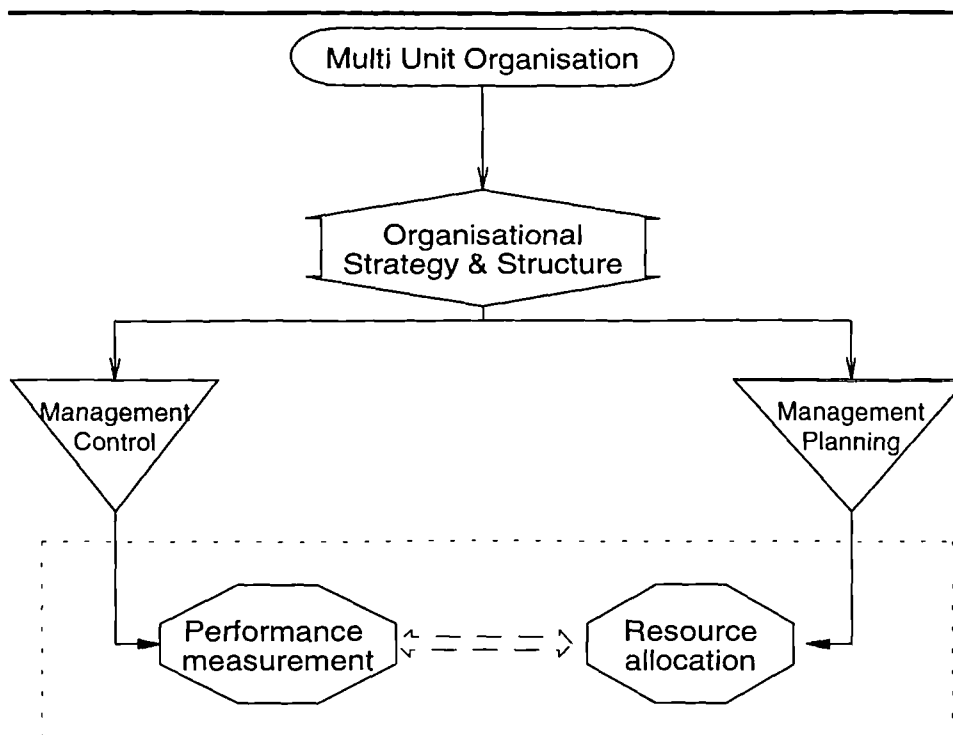 Multi Unit Organisation
Organisational
Strategy & Structure
Management
Control
Management
Planning
Performance
measurement
Resource
allocation